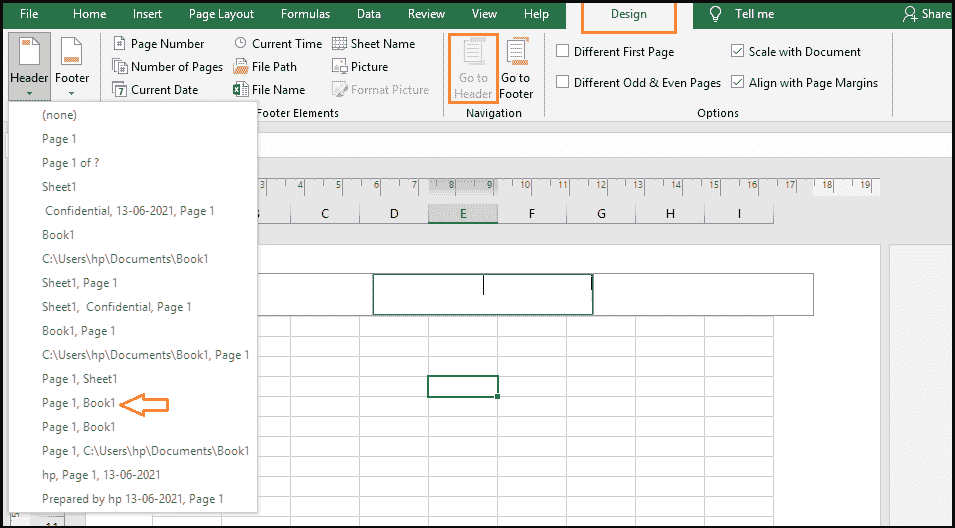 File Home Insert Page Layout Formulas Data Review View Help Design Tell me Share
Header
Footer
Page Number
Number of Pages
Current Date
Current Time
File Path
File Name
Sheet Name
Picture
Format Picture
Footer Elements
Go to
Header
Go to
Footer
Navigation
Different First Page
Different Odd & Even Pages
Scale with Document
Align with Page Margins
Options
(none)
Page 1
Page 1 of ?
Sheet1
Confidential, 13-06-2021, Page 1
Book1
C:\Users\hp\Documents\Book1
Sheet1, Page 1
Sheet1, Confidential, Page 1
Book1, Page 1
C:\Users\hp\Documents\Book1, Page 1
Page 1, Sheet1
Page 1, Book1
Page 1, Book1
Page 1, C:\Users\hp\Documents\Book1
hp, Page 1, 13-06-2021
Prepared by hp 13-06-2021, Page 1
3 4 5 6 7 8 9 10 11 12 13 14 15 16 17 18 19
C D E F G H I